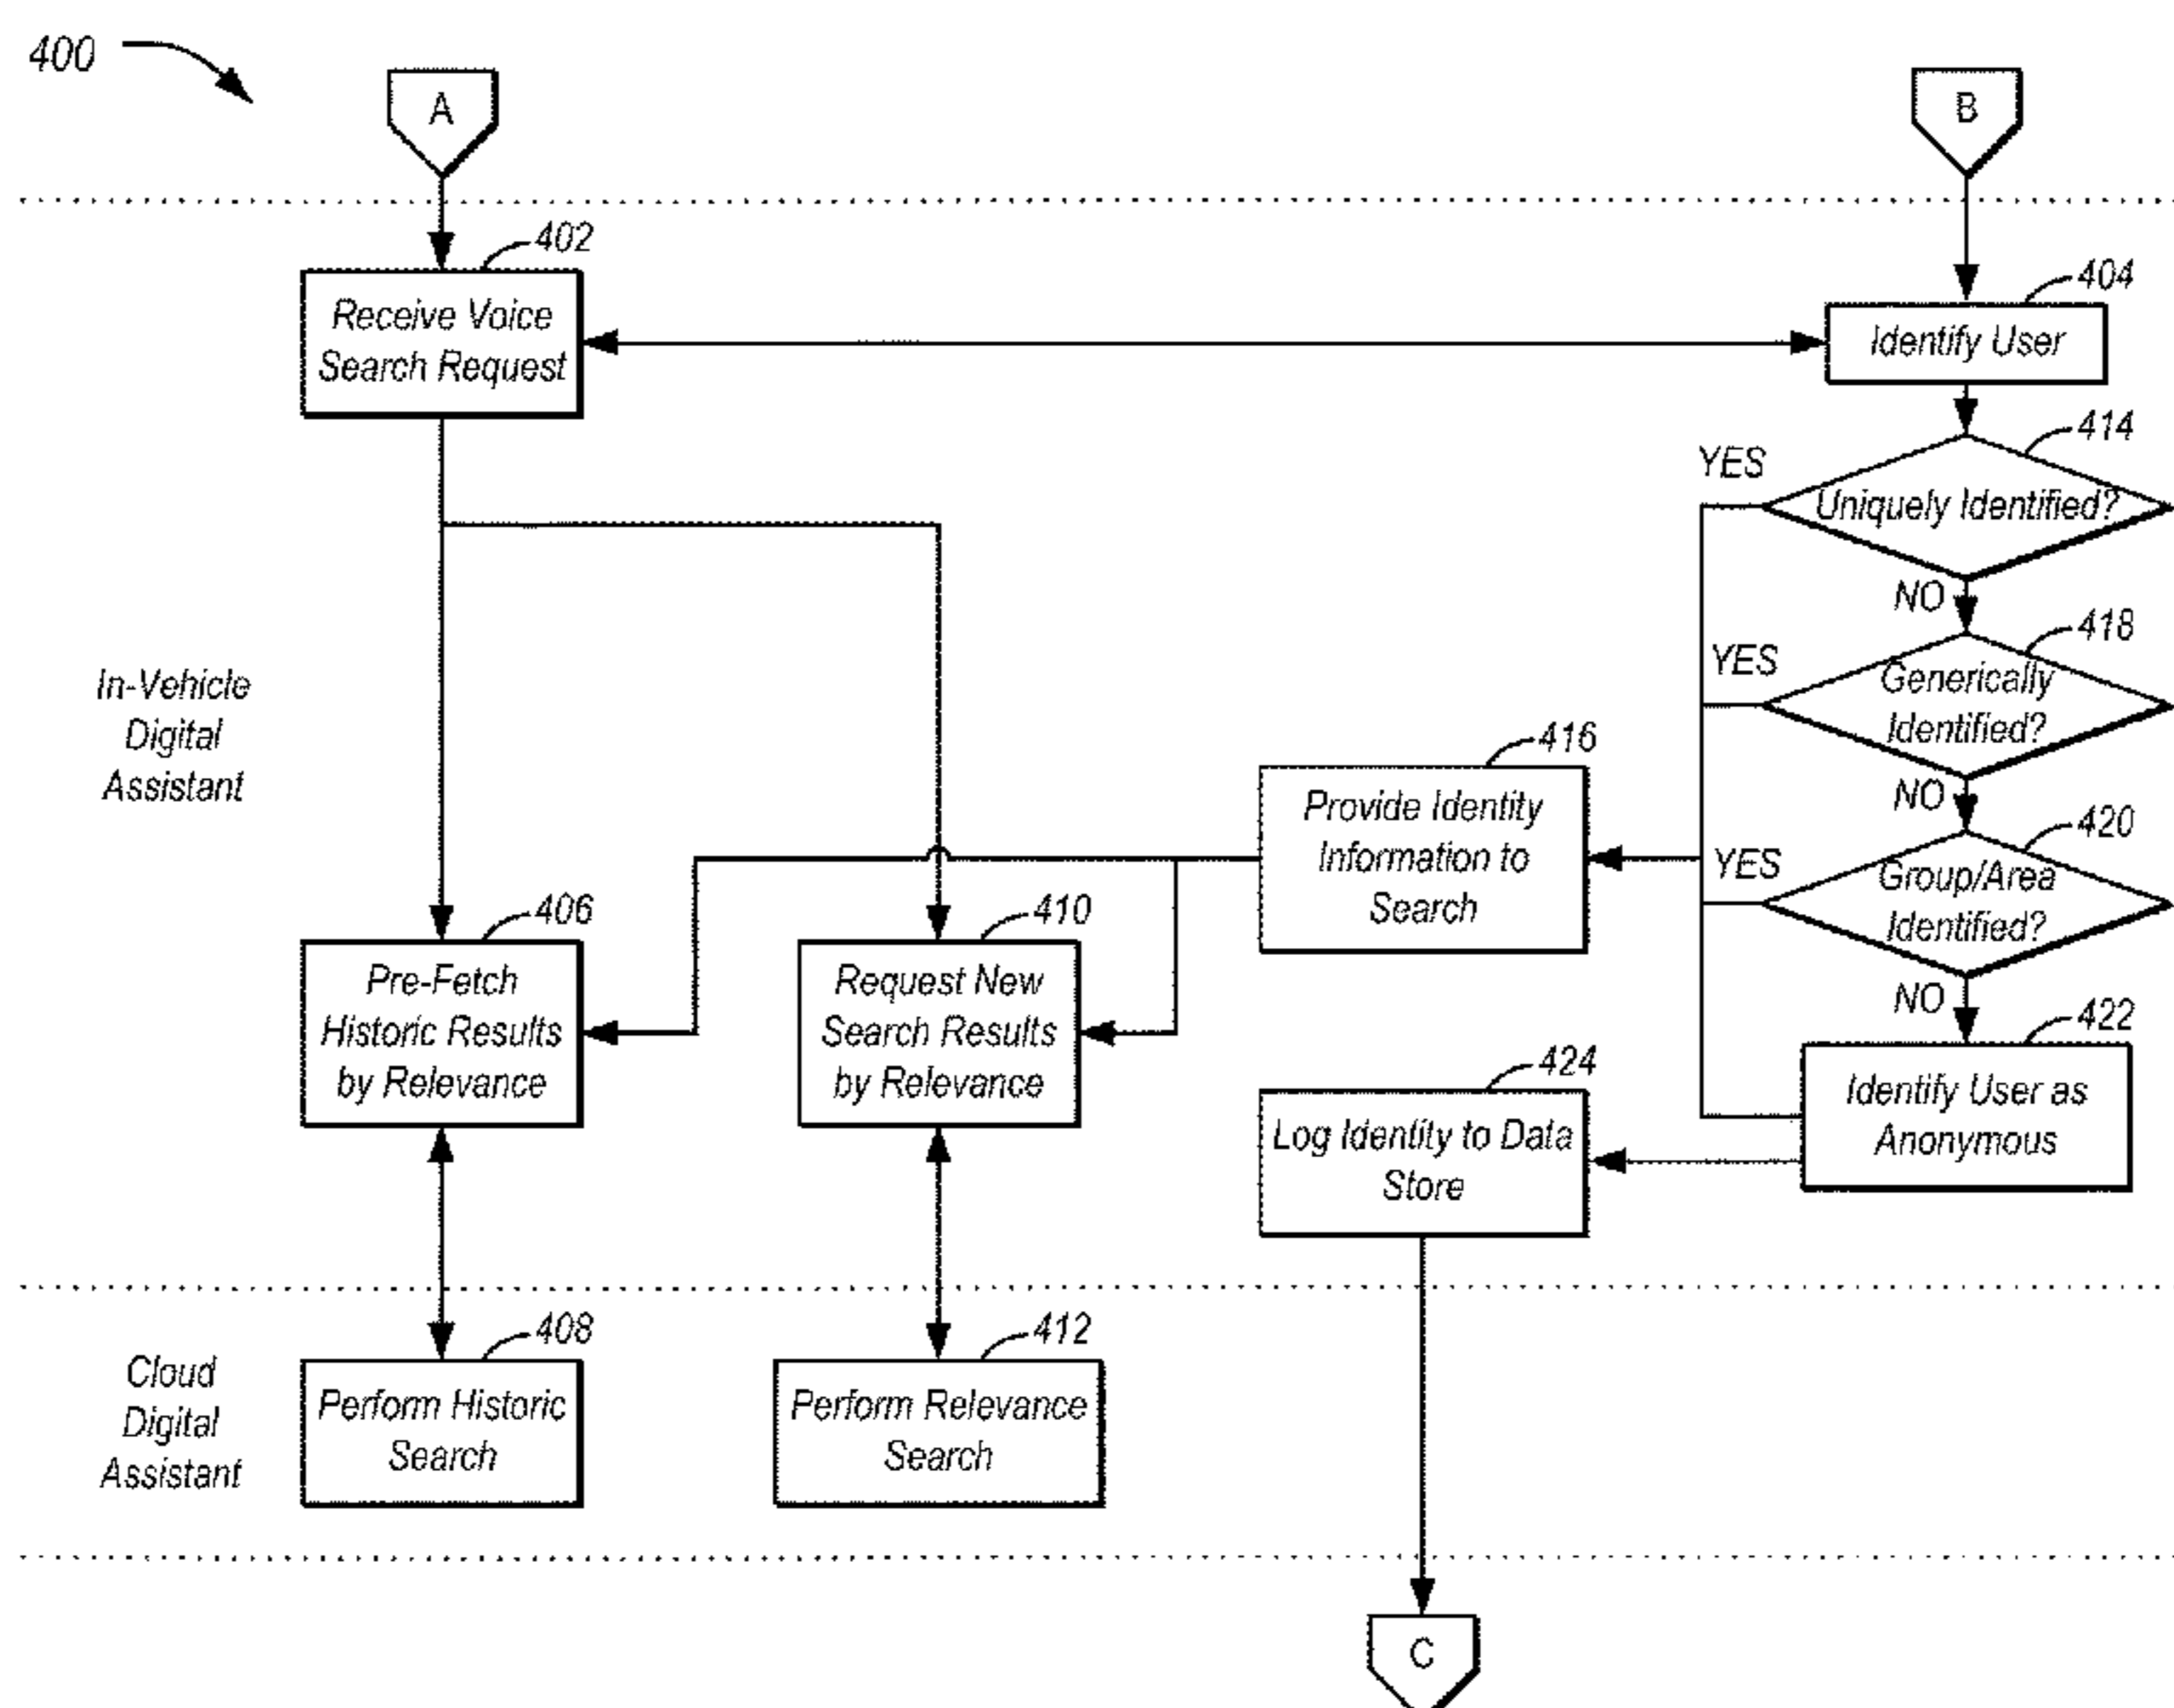 400
A
B
402
Receive Voice
Search Request
404
Identify User
414
YES
Uniquely Identified?
NO
418
YES
Generically
Identified?
In-Vehicle
Digital
Assistant
416
Provide Identity
Information to
Search
NO
420
YES
Group/Area
Identified?
406
Pre-Fetch
Historic Results
by Relevance
410
Request New
Search Results
by Relevance
NO
422
Identify User as
Anonymous
424
Log Identity to Data
Store
Cloud
Digital
Assistant
408
Perform Historic
Search
412
Perform Relevance
Search
C